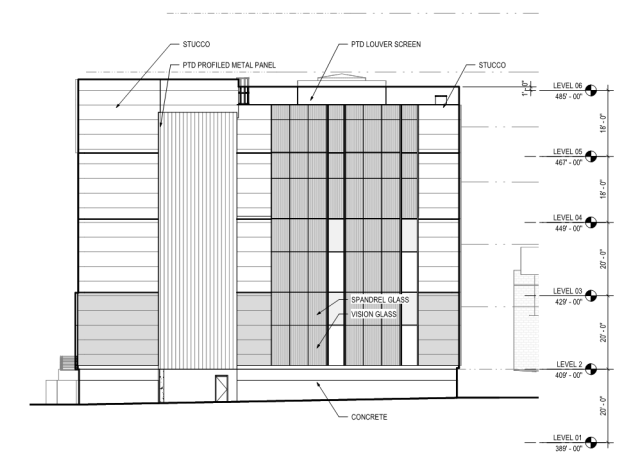 STUCCO
PTD LOUVER SCREEN
PTD PROFILED METAL PANEL
STUCCO
LEVEL 06
485' - 00"
1' - 0"
18' - 0"
LEVEL 05
467' - 00"
18' - 0"
LEVEL 04
449' - 00"
20' - 0"
LEVEL 03
429' - 00"
SPANDREL GLASS
VISION GLASS
20' - 0"
LEVEL 2
409' - 00"
20' - 0"
CONCRETE
LEVEL 01
389' - 00"